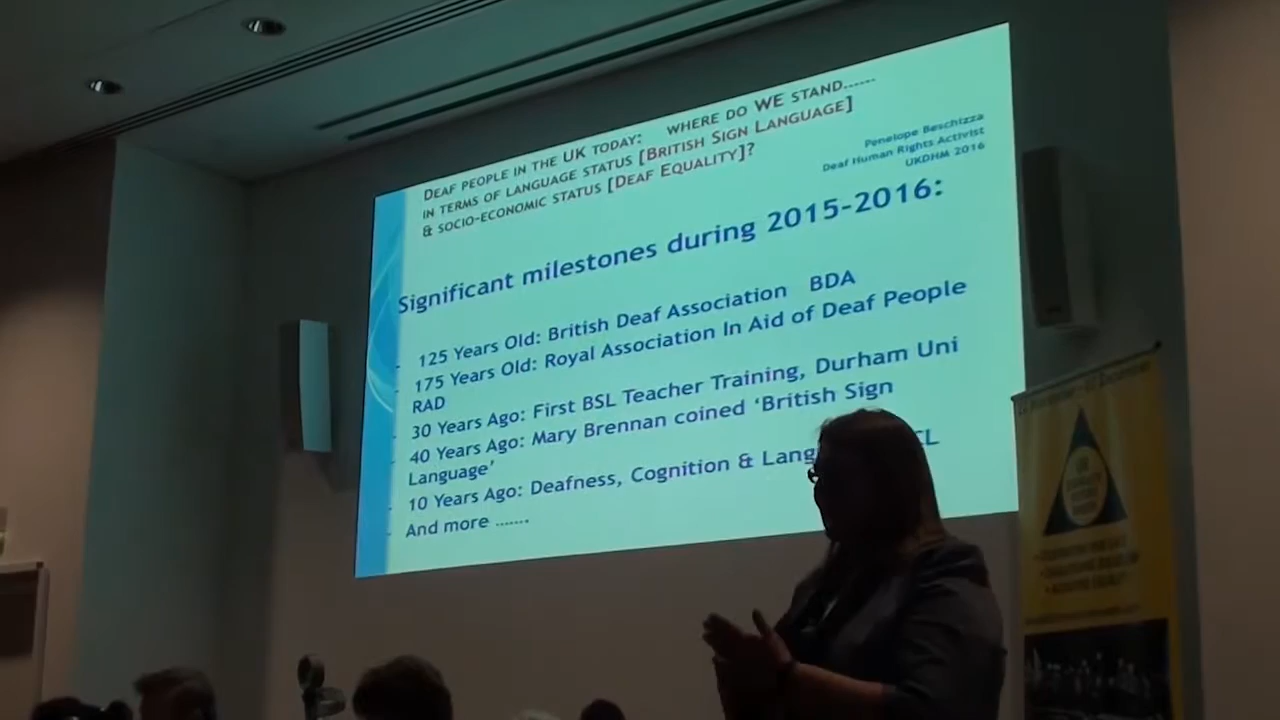 DEAF PEOPLE IN THE UK TODAY: WHERE DO WE STAND......
IN TERMS OF LANGUAGE STATUS [BRITISH SIGN LANGUAGE]
& SOCIO-ECONOMIC STATUS [DEAF EQUALITY]?
Penelope Beschizza
Deaf Human Rights Activist
UKDHM 2016
Significant milestones during 2015-2016:
125 Years Old: British Deaf Association BDA
175 Years Old: Royal Association In Aid of Deaf People
RAD
30 Years Ago: First BSL Teacher Training, Durham Uni
40 Years Ago: Mary Brennan coined ‘British Sign
Language’
10 Years Ago: Deafness, Cognition & Lang
And more .......